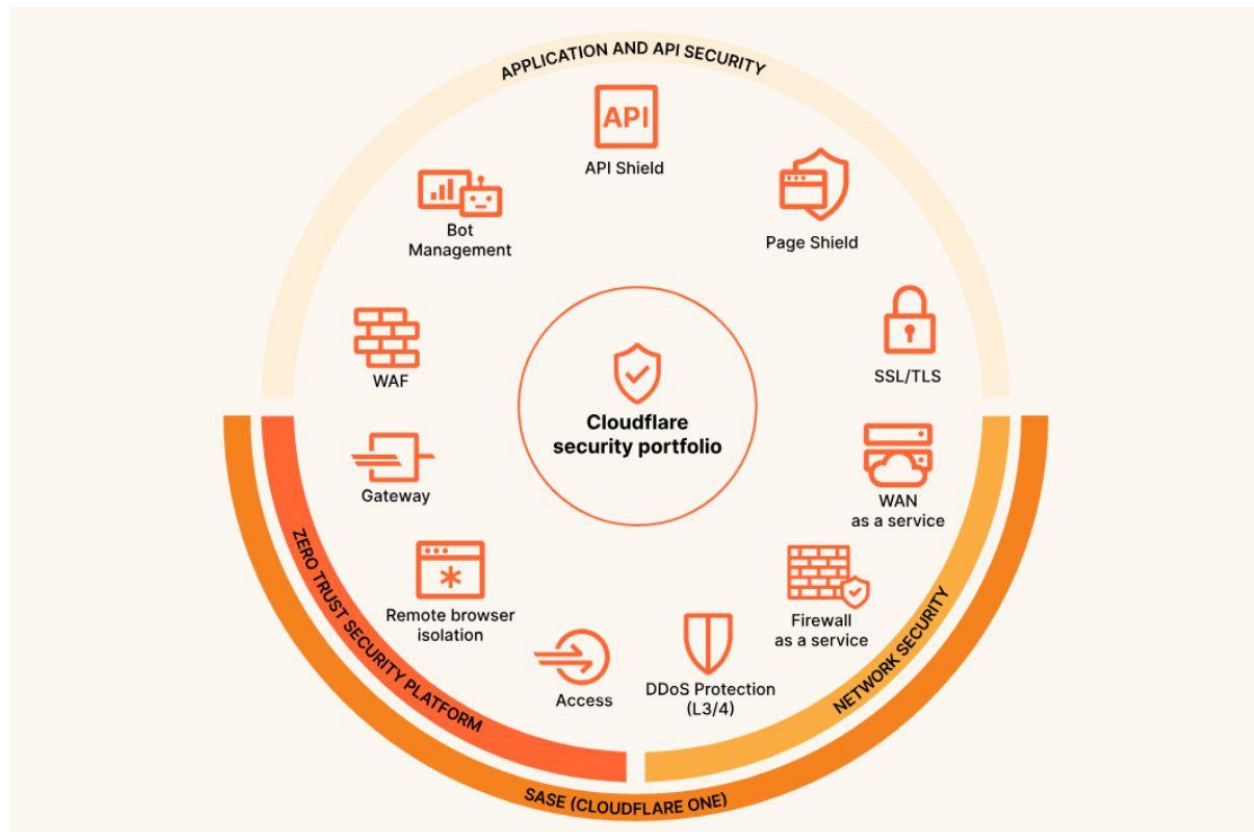 APPLICATION AND API SECURITY
API
API Shield
Bot
Management
Page Shield
WAF
SSL/TLS
Cloudflare
security portfolio
Gateway
WAN
as a service
Remote browser
isolation
Firewall
as a service
Access
DDoS Protection
(L3/4)
ZERO TRUST SECURITY PLATFORM
NETWORK SECURITY
SASE (CLOUDFLARE ONE)